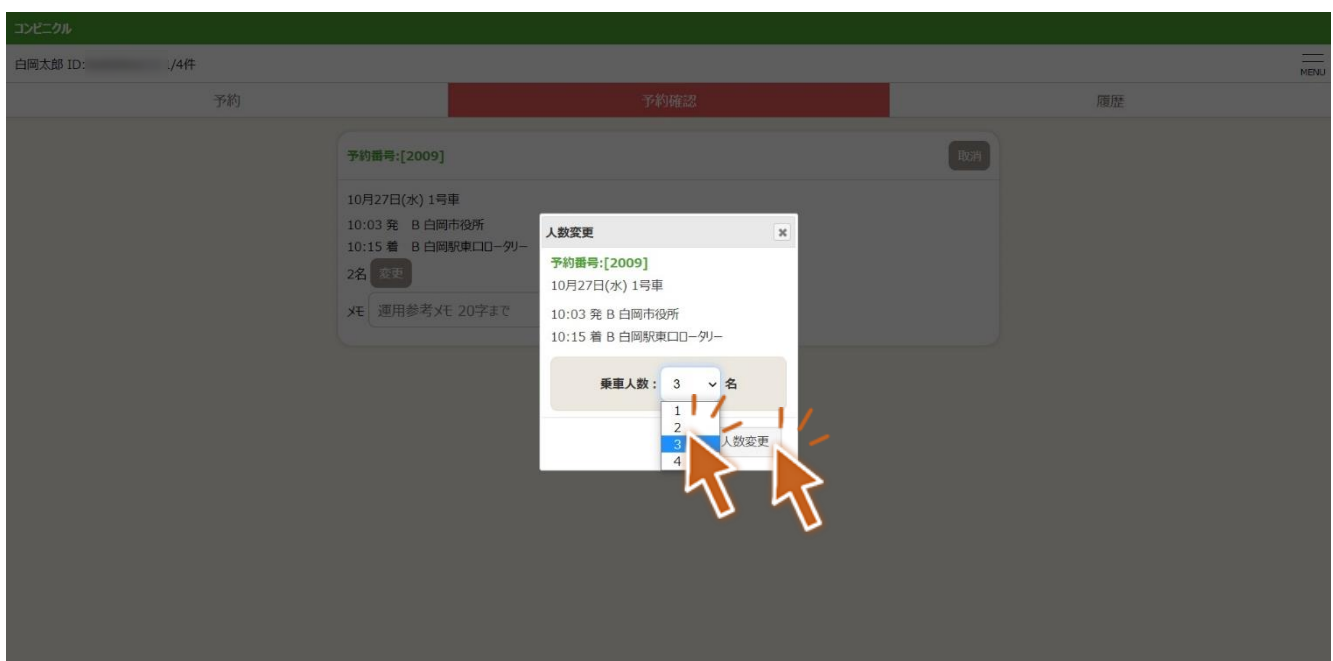 コンビニクル
白岡太郎 ID: /4件
MENU
予約 予約確認 履歴
予約番号:[2009] 取消
10月27日(水) 1号車
10:03 発 B 白岡市役所
10:15 着 B 白岡駅東口ロータリー
2名 変更
メモ 運用参考メモ 20字まで
人数変更
予約番号:[2009]
10月27日(水) 1号車
10:03 発 B 白岡市役所
10:15 着 B 白岡駅東口ロータリー
乗車人数 : 3 名
1
2
3
4
人数変更